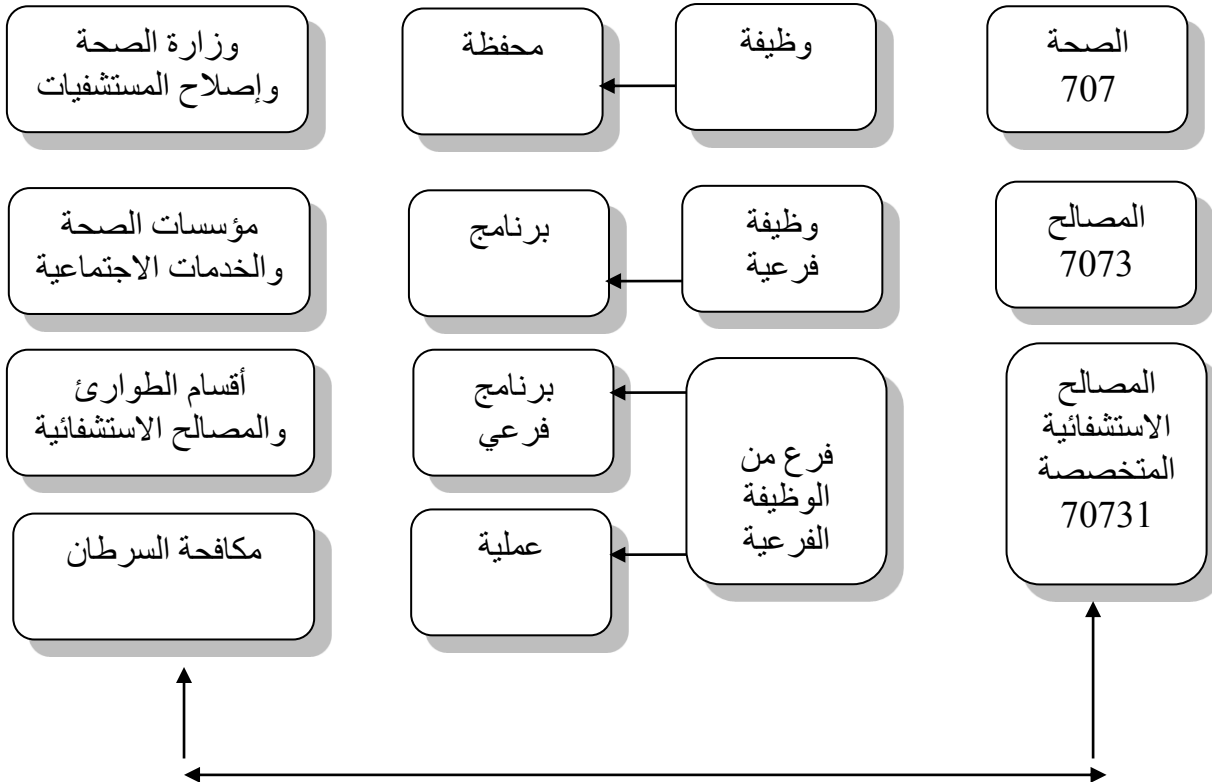 الصحة
707
وظيفة
محفظة
وزارة الصحة
وإصلاح المستشفيات
المصالح
7073
وظيفة
فرعية
برنامج
مؤسسات الصحة
والخدمات الاجتماعية
المصالح
الاستشفائية
المتخصصة
70731
فرع من
الوظيفة
الفرعية
برنامج
فرعي
أقسام الطوارئ
والمصالح الاستشفائية
عملية
مكافحة السرطان